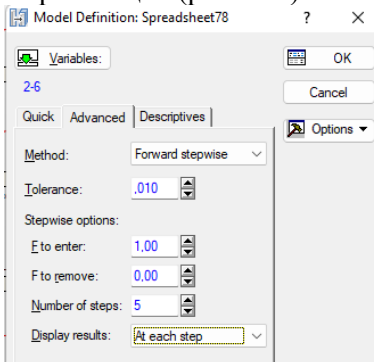 Model Definition: Spreadsheet78 ? ×
Variables: OK
2-6 Cancel
Quick Advanced Descriptives Options
Method: Forward stepwise
Tolerance: ,010
Stepwise options:
F to enter: 1,00
F to remove: 0,00
Number of steps: 5
Display results: At each step